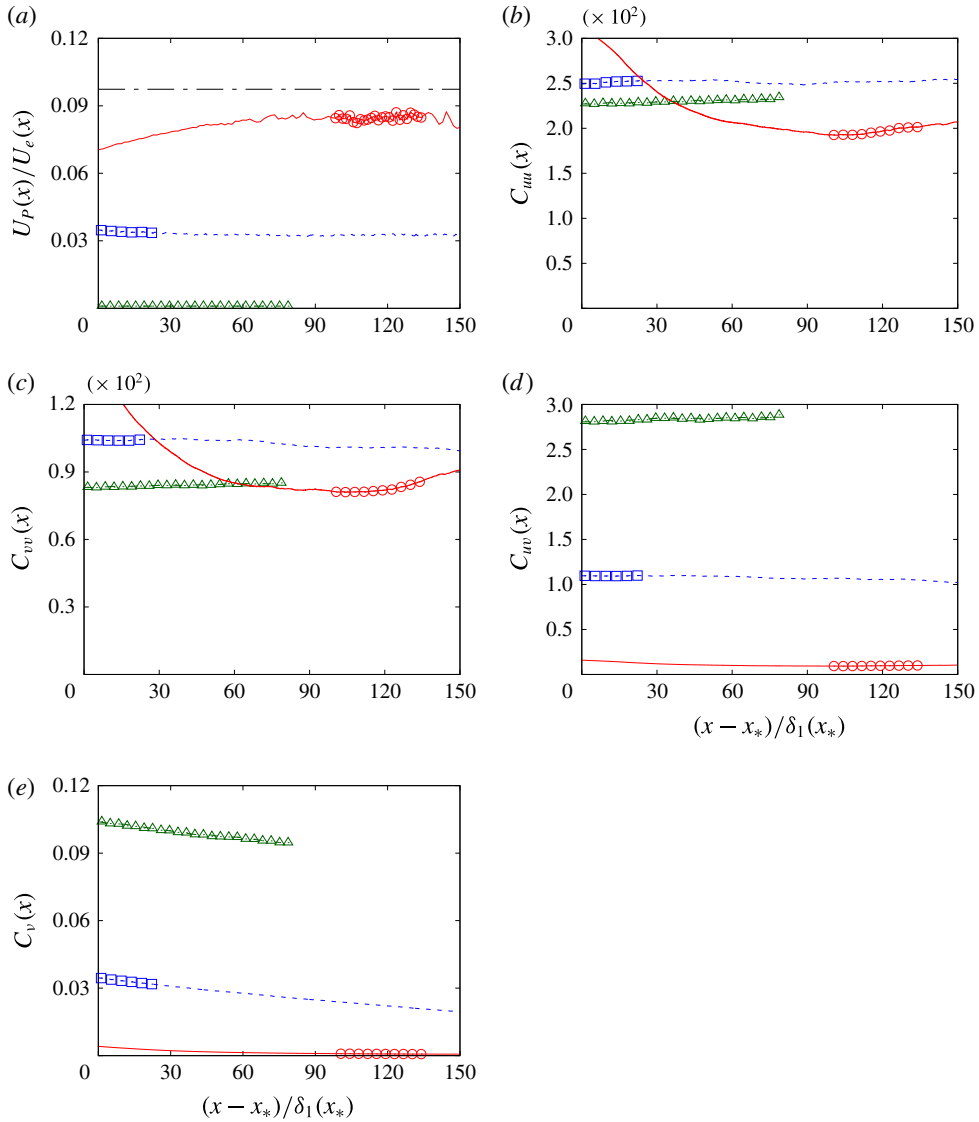 (a)
0.12
0.09
0.06
0.03
0 30 60 90 120 150
U_P(x)/U_e(x)
(b) (× 10²)
3.0
2.5
2.0
1.5
1.0
0.5
0 30 60 90 120 150
C_uu(x)
(c) (× 10²)
1.2
0.9
0.6
0.3
0 30 60 90 120 150
C_vv(x)
(d)
3.0
2.5
2.0
1.5
1.0
0.5
0 30 60 90 120 150
C_uv(x)
(x − x_*)/δ_1(x_*)
(e)
0.12
0.09
0.06
0.03
0 30 60 90 120 150
C_ν(x)
(x − x_*)/δ_1(x_*)